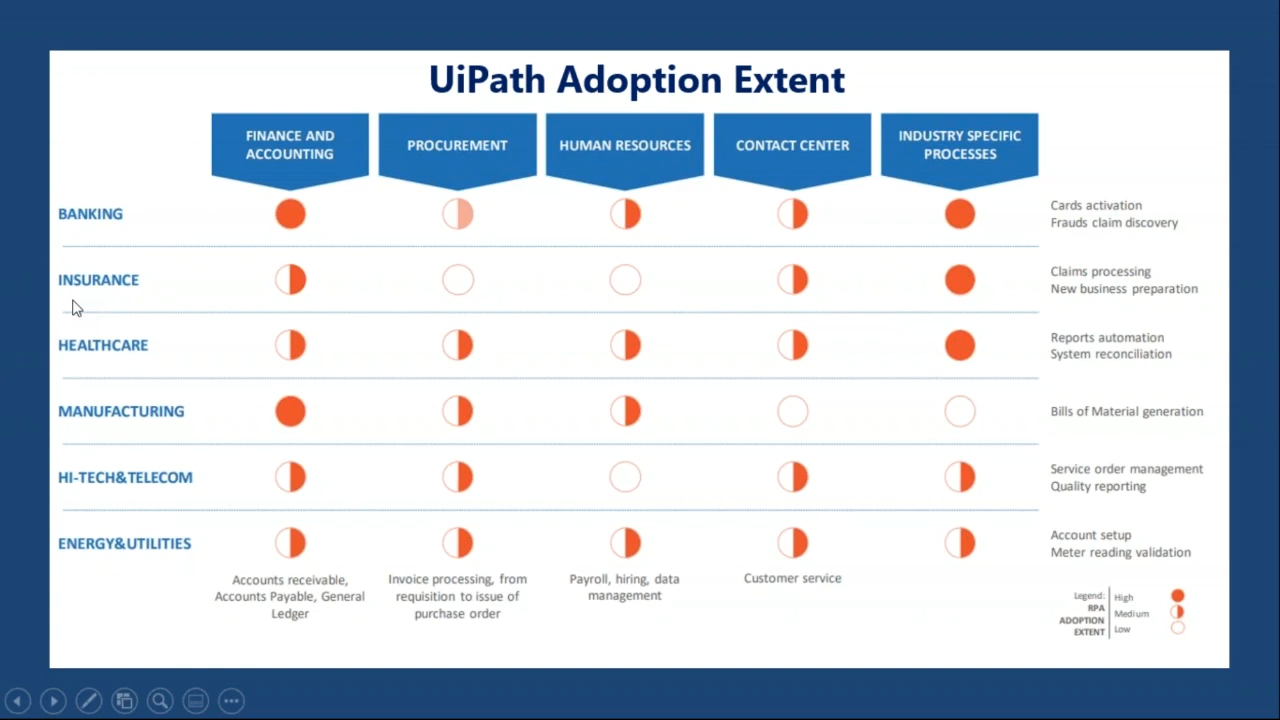 UiPath Adoption Extent
FINANCE AND
ACCOUNTING
PROCUREMENT
HUMAN RESOURCES
CONTACT CENTER
INDUSTRY SPECIFIC
PROCESSES
BANKING
Cards activation
Frauds claim discovery
INSURANCE
Claims processing
New business preparation
HEALTHCARE
Reports automation
System reconciliation
MANUFACTURING
Bills of Material generation
HI-TECH&TELECOM
Service order management
Quality reporting
ENERGY&UTILITIES
Account setup
Meter reading validation
Accounts receivable,
Accounts Payable, General
Ledger
Invoice processing, from
requisition to issue of
purchase order
Payroll, hiring, data
management
Customer service
Legend:
RPA
ADOPTION
EXTENT
High
Medium
Low